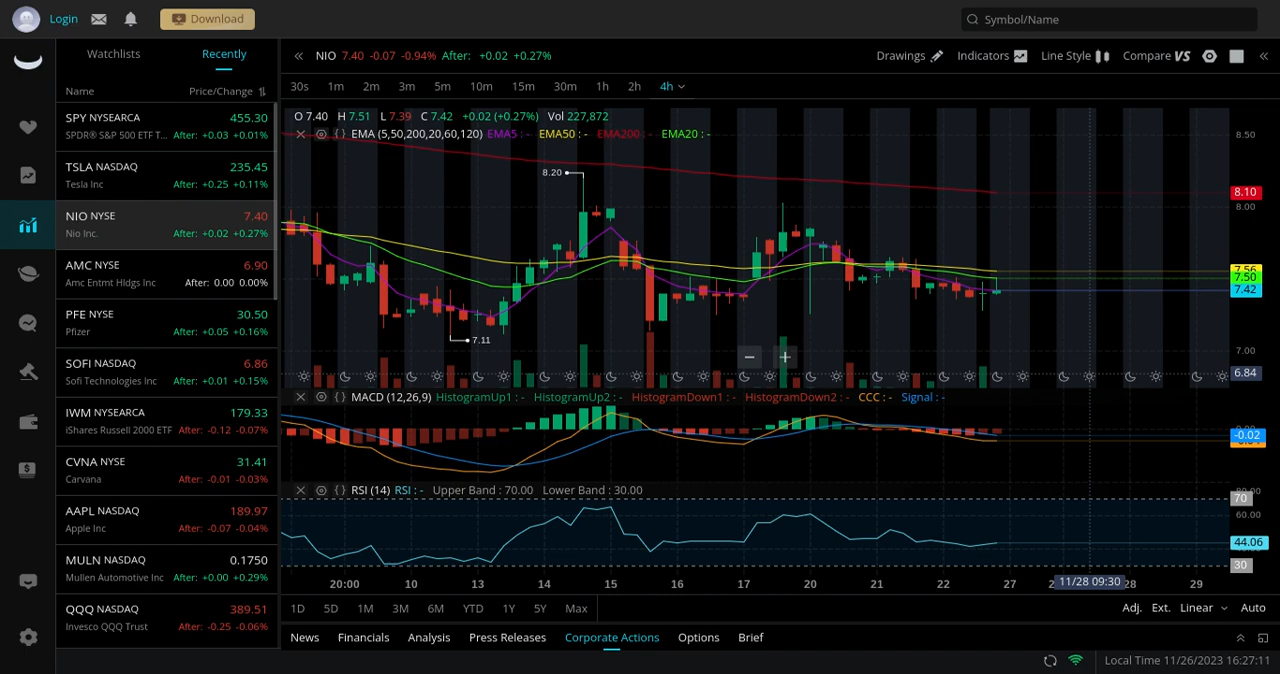 Login
Download
Symbol/Name
Watchlists
Recently
Name
Price/Change
SPY NYSEARCA 455.30
SPDR® S&P 500 ETF T... After: +0.03 +0.01%
TSLA NASDAQ 235.45
Tesla Inc After: +0.25 +0.11%
NIO NYSE 7.40
Nio Inc. After: +0.02 +0.27%
AMC NYSE 6.90
Amc Entmt Hldgs Inc After: 0.00 0.00%
PFE NYSE 30.50
Pfizer After: +0.05 +0.16%
SOFI NASDAQ 6.86
Sofi Technologies Inc After: +0.01 +0.15%
IWM NYSEARCA 179.33
iShares Russell 2000 ETF After: -0.12 -0.07%
CVNA NYSE 31.41
Carvana After: -0.01 -0.03%
AAPL NASDAQ 189.97
Apple Inc After: -0.07 -0.04%
MULN NASDAQ 0.1750
Mullen Automotive Inc After: +0.00 +0.29%
QQQ NASDAQ 389.51
Invesco QQQ Trust After: -0.25 -0.06%
NIO 7.40 -0.07 -0.94% After: +0.02 +0.27%
Drawings Indicators Line Style Compare VS
30s 1m 2m 3m 5m 10m 15m 30m 1h 2h 4h
O 7.40 H 7.51 L 7.39 C 7.42 +0.02 (+0.27%) Vol 227,872
EMA (5,50,200,20,60,120) EMA5 : - EMA50 : - EMA200 : - EMA20 : -
8.50
8.20
8.10
8.00
7.56
7.50
7.42
7.11
7.00
6.84
MACD (12,26,9) HistogramUp1 : - HistogramUp2 : - HistogramDown1 : - HistogramDown2 : - CCC : - Signal : -
-0.02
RSI (14) RSI : - Upper Band : 70.00 Lower Band : 30.00
70
60.00
44.06
30
20:00 10 13 14 15 16 17 20 21 22 27 11/28 09:30 28 29
1D 5D 1M 3M 6M YTD 1Y 5Y Max
Adj. Ext. Linear Auto
News Financials Analysis Press Releases Corporate Actions Options Brief
Local Time 11/26/2023 16:27:11